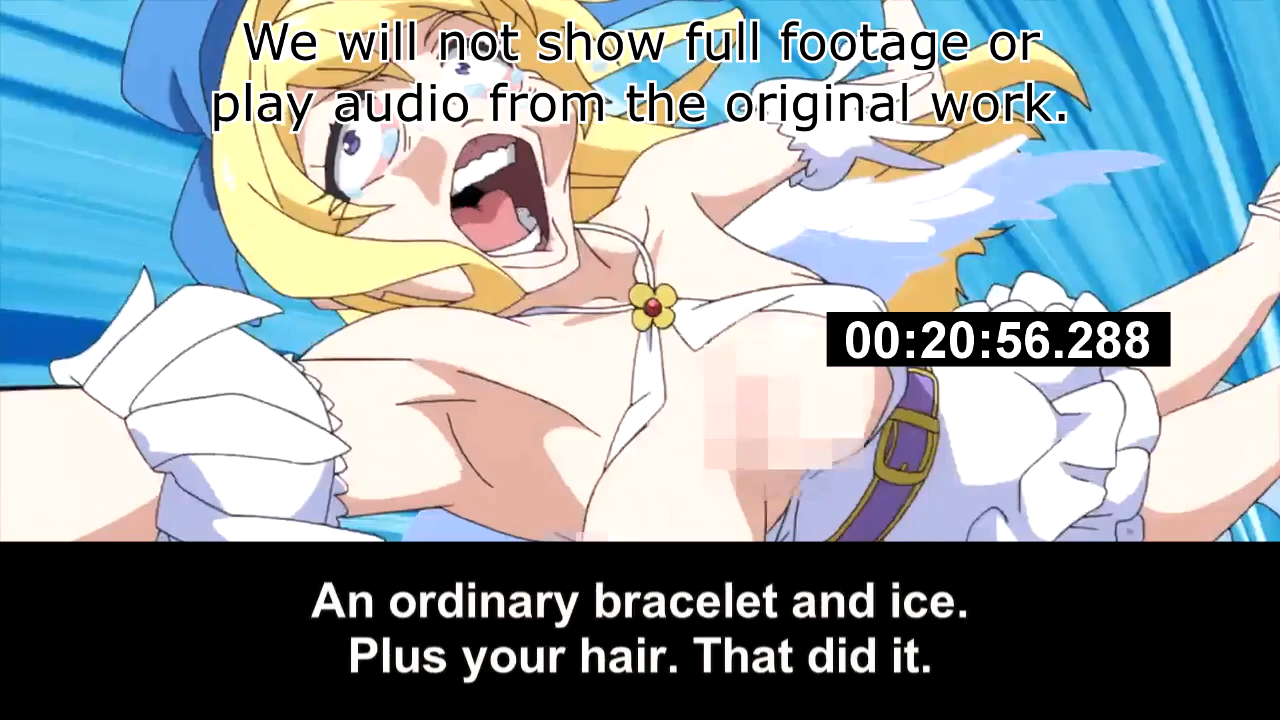 We will not show full footage or
play audio from the original work.
00:20:56.288
An ordinary bracelet and ice.
Plus your hair. That did it.